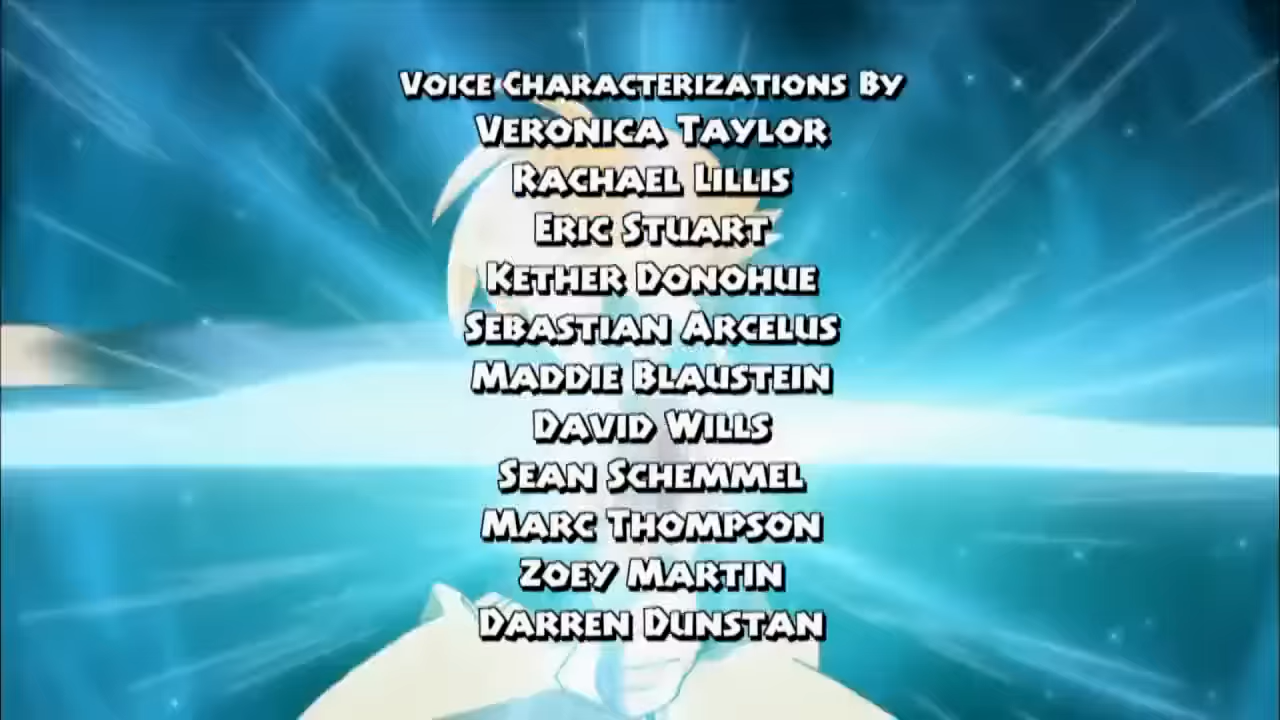 Voice Characterizations By
Veronica Taylor
Rachael Lillis
Eric Stuart
Kether Donohue
Sebastian Arcelus
Maddie Blaustein
David Wills
Sean Schemmel
Marc Thompson
Zoey Martin
Darren Dunstan